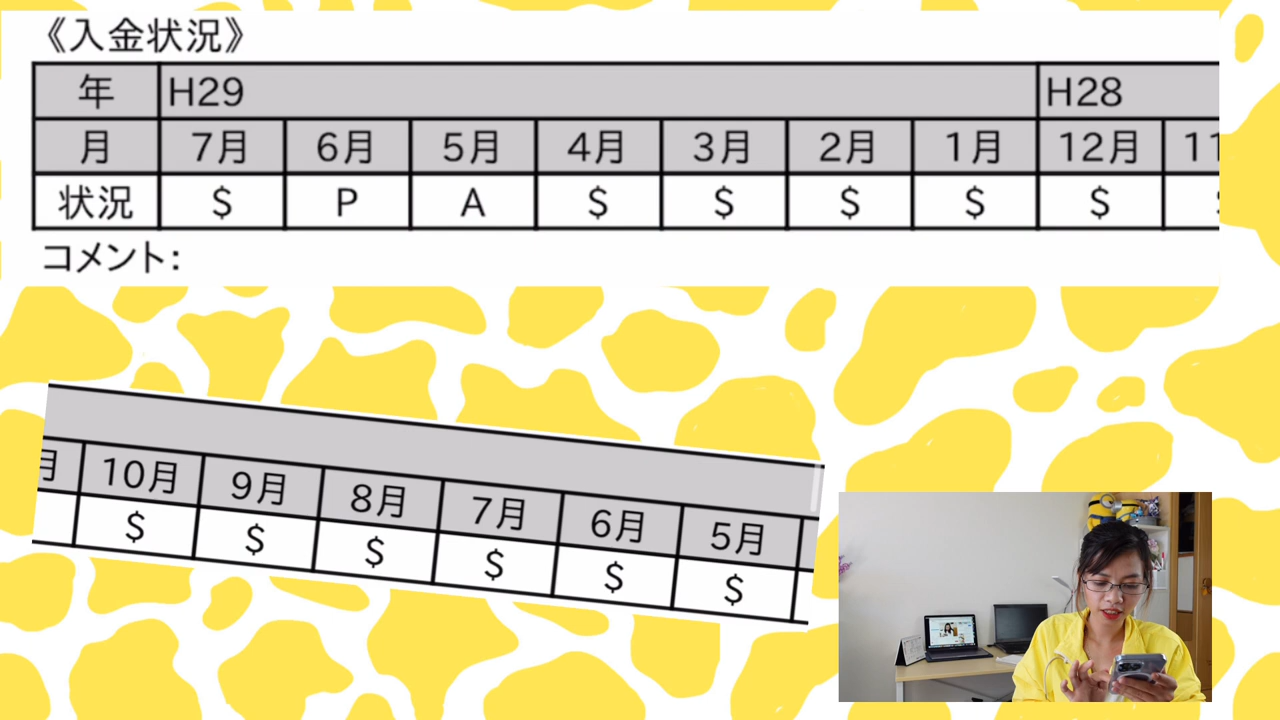 《入金状況》
年 H29 H28
月 7月 6月 5月 4月 3月 2月 1月 12月 11
状況 $ P A $ $ $ $ $ $
コメント:
月 10月 9月 8月 7月 6月 5月
$ $ $ $ $ $